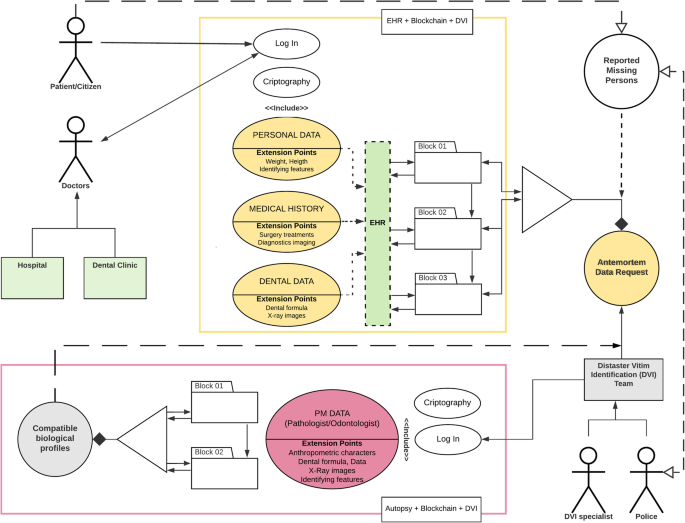 EHR + Blockchain + DVI
Log In
Patient/Citizen
Criptography
<<Include>>
Reported
Missing
Persons
PERSONAL DATA
Extension Points
Weight, Heigth
Identifying features
Block 01
Doctors
MEDICAL HISTORY
Extension Points
Surgery treatments
Diagnostics imaging
EHR
Block 02
Hospital
Dental Clinic
Antemortem
Data Request
DENTAL DATA
Extension Points
Dental formula
X-ray images
Block 03
Distaster Vitim
Identification (DVI)
Team
Block 01
Compatible
biological
profiles
Block 02
PM DATA
(Pathologist/Odontologist)
Extension Points
Anthropometric characters
Dental formula, Data
X-Ray images
Identifying features
<<Include>>
Criptography
Log In
Autopsy + Blockchain + DVI
DVI specialist
Police